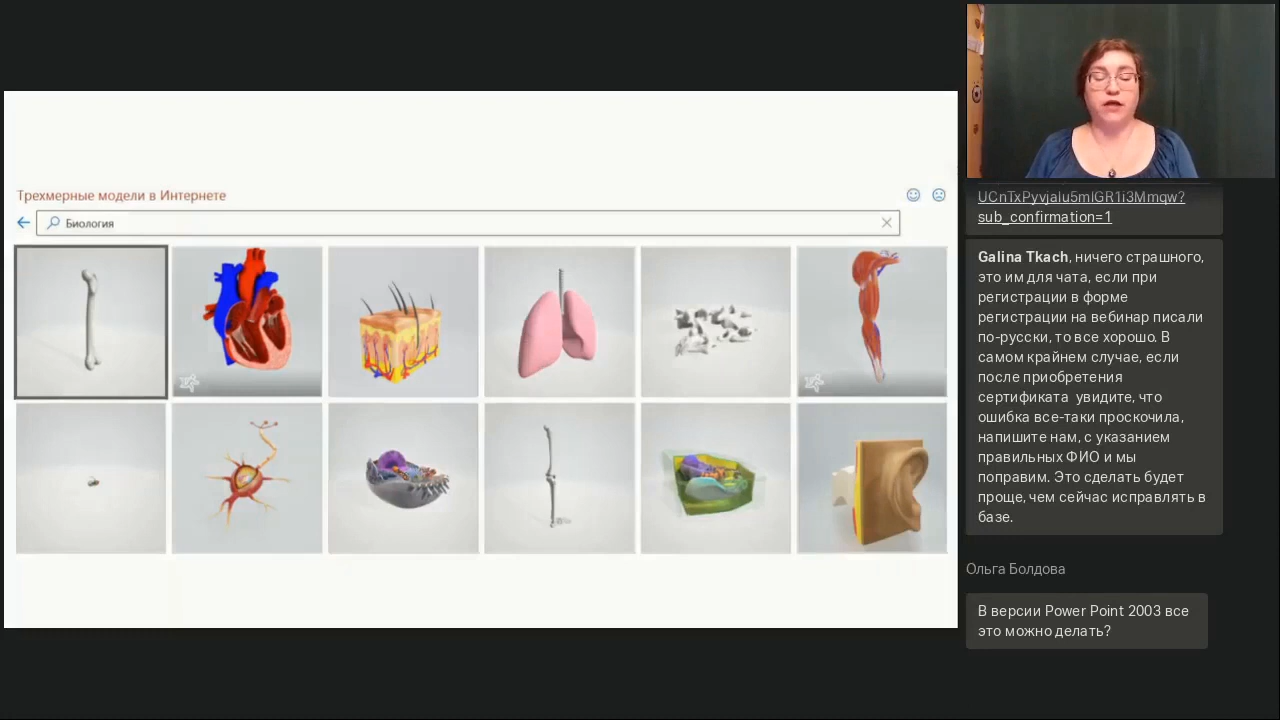 Трехмерные модели в Интернете
Биология
UCnTxPyvjalu5mlGR1i3Mmqw?
sub_confirmation=1
Galina Tkach, ничего страшного,
это им для чата, если при
регистрации в форме
регистрации на вебинар писали
по-русски, то все хорошо. В
самом крайнем случае, если
после приобретения
сертификата увидите, что
ошибка все-таки проскочила,
напишите нам, с указанием
правильных ФИО и мы
поправим. Это сделать будет
проще, чем сейчас исправлять в
базе.
Ольга Болдова
В версии Power Point 2003 все
это можно делать?